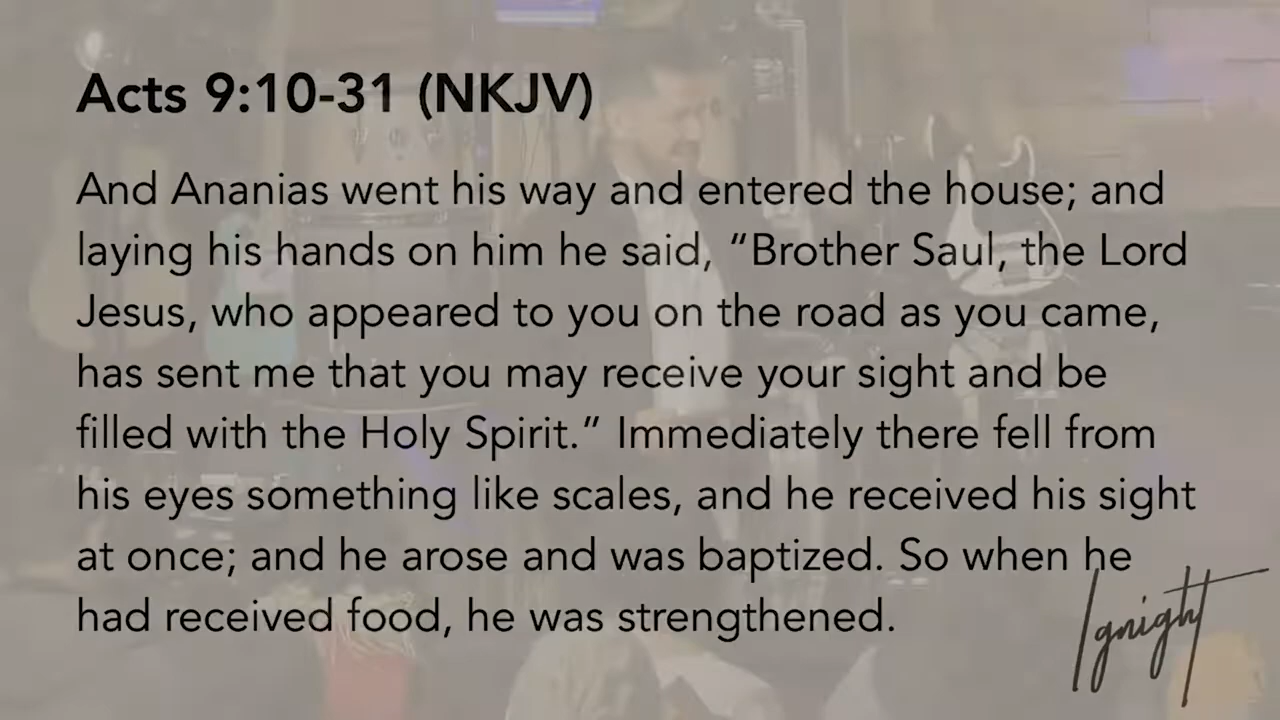 Acts 9:10-31 (NKJV)
And Ananias went his way and entered the house; and
laying his hands on him he said, “Brother Saul, the Lord
Jesus, who appeared to you on the road as you came,
has sent me that you may receive your sight and be
filled with the Holy Spirit.” Immediately there fell from
his eyes something like scales, and he received his sight
at once; and he arose and was baptized. So when he
had received food, he was strengthened.
Ignight